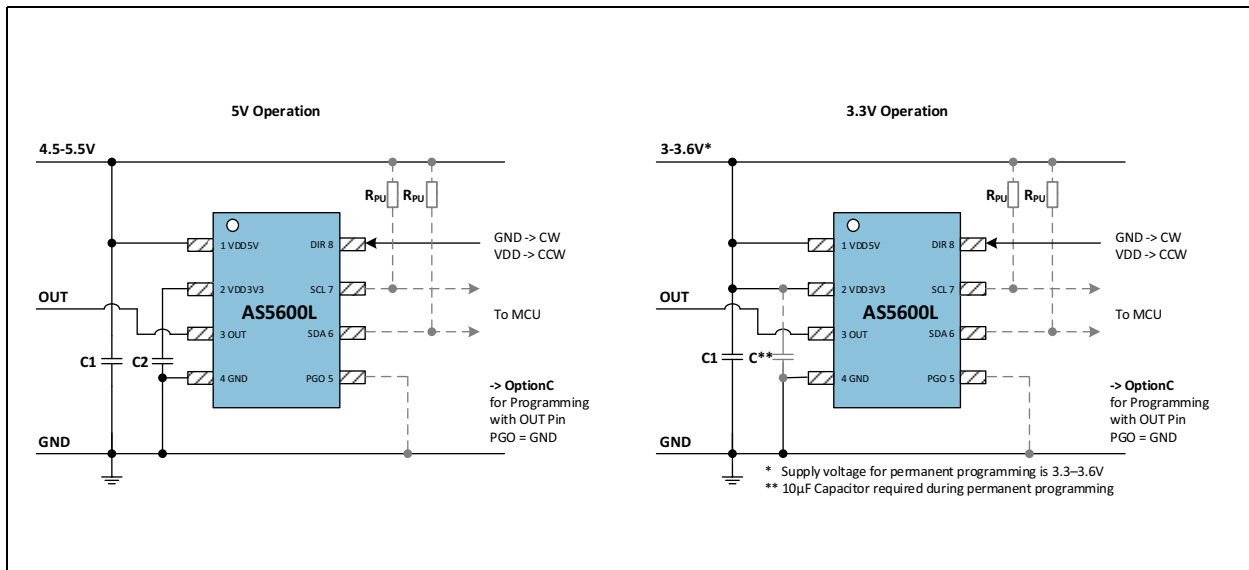 5V Operation
4.5-5.5V
RPU RPU
1 VDD5V
DIR 8
GND -> CW
VDD -> CCW
2 VDD3V3
SCL 7
OUT
AS5600L
To MCU
3 OUT
SDA 6
C1
C2
4 GND
PGO 5
-> OptionC
for Programming
with OUT Pin
PGO = GND
GND
3.3V Operation
3-3.6V*
RPU RPU
1 VDD5V
DIR 8
GND -> CW
VDD -> CCW
2 VDD3V3
SCL 7
OUT
AS5600L
To MCU
3 OUT
SDA 6
C1
C**
4 GND
PGO 5
-> OptionC
for Programming
with OUT Pin
PGO = GND
GND
* Supply voltage for permanent programming is 3.3–3.6V
** 10µF Capacitor required during permanent programming